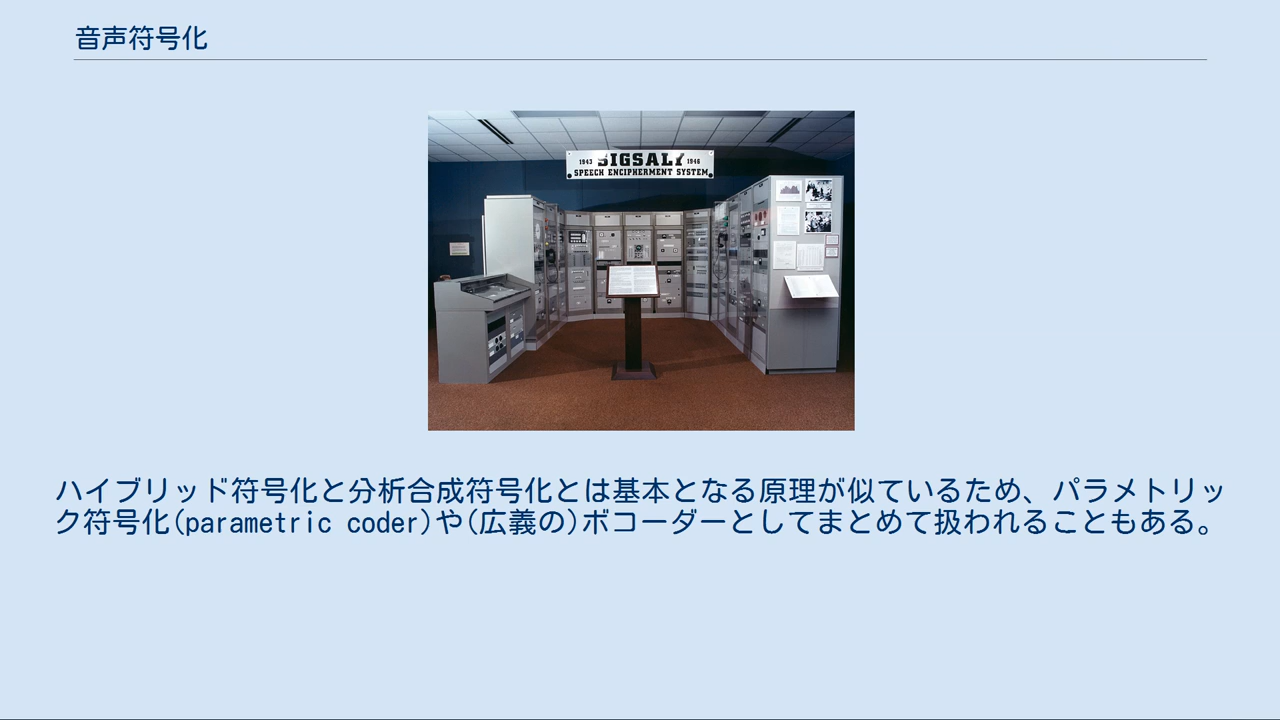 音声符号化
1943 SIGSALY 1946
SPEECH ENCIPHERMENT SYSTEM
ハイブリッド符号化と分析合成符号化とは基本となる原理が似ているため、パラメトリッ
ク符号化(parametric coder)や(広義の)ボコーダーとしてまとめて扱われることもある。